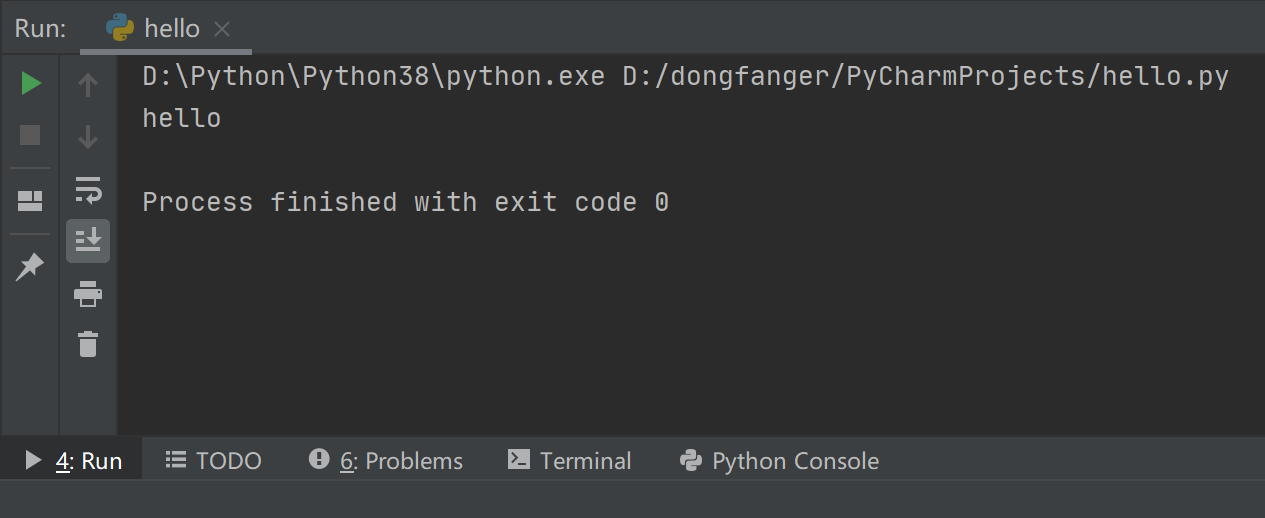 Run: hello
D:\Python\Python38\python.exe D:/dongfanger/PyCharmProjects/hello.py
hello
Process finished with exit code 0
4: Run TODO 6: Problems Terminal Python Console